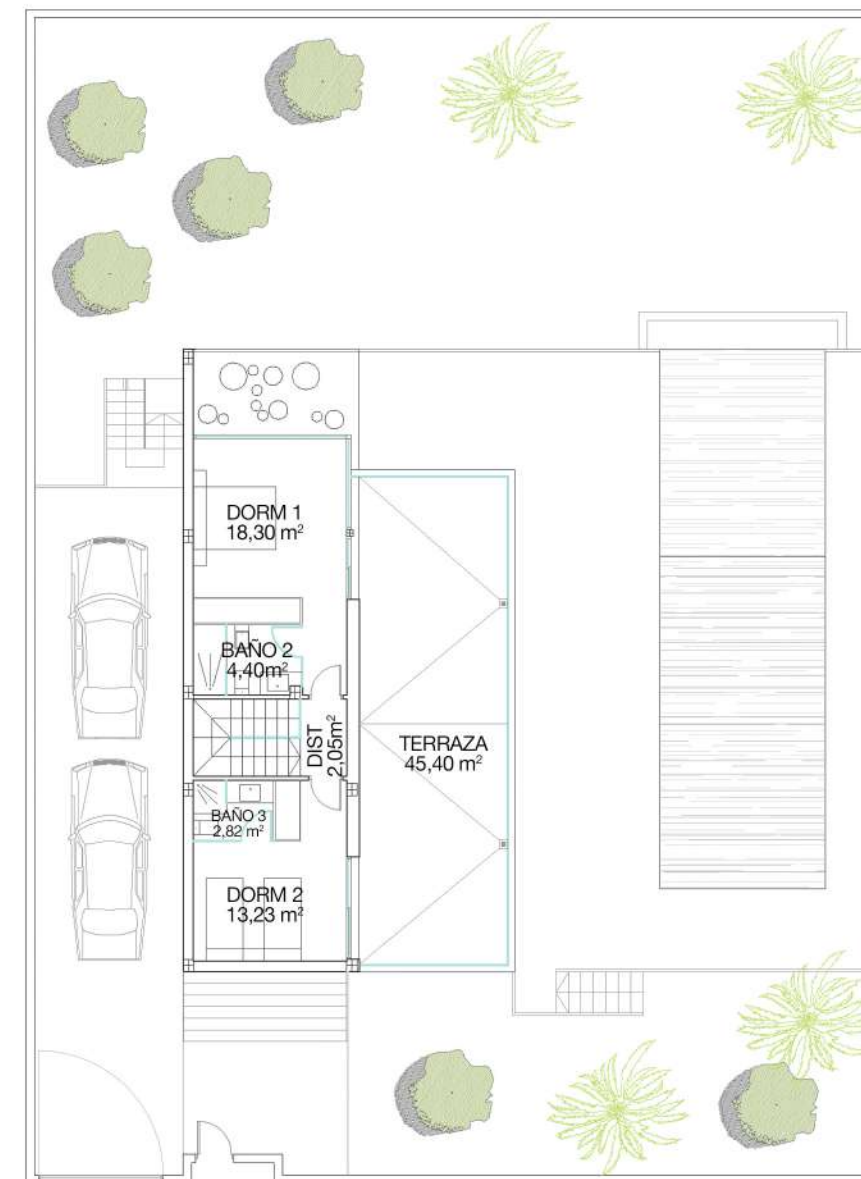 DORM 1
18,30 m²
BAÑO 2
4,40m²
DIST
2,05m²
TERRAZA
45,40 m²
BAÑO 3
2,82 m²
DORM 2
13,23 m²